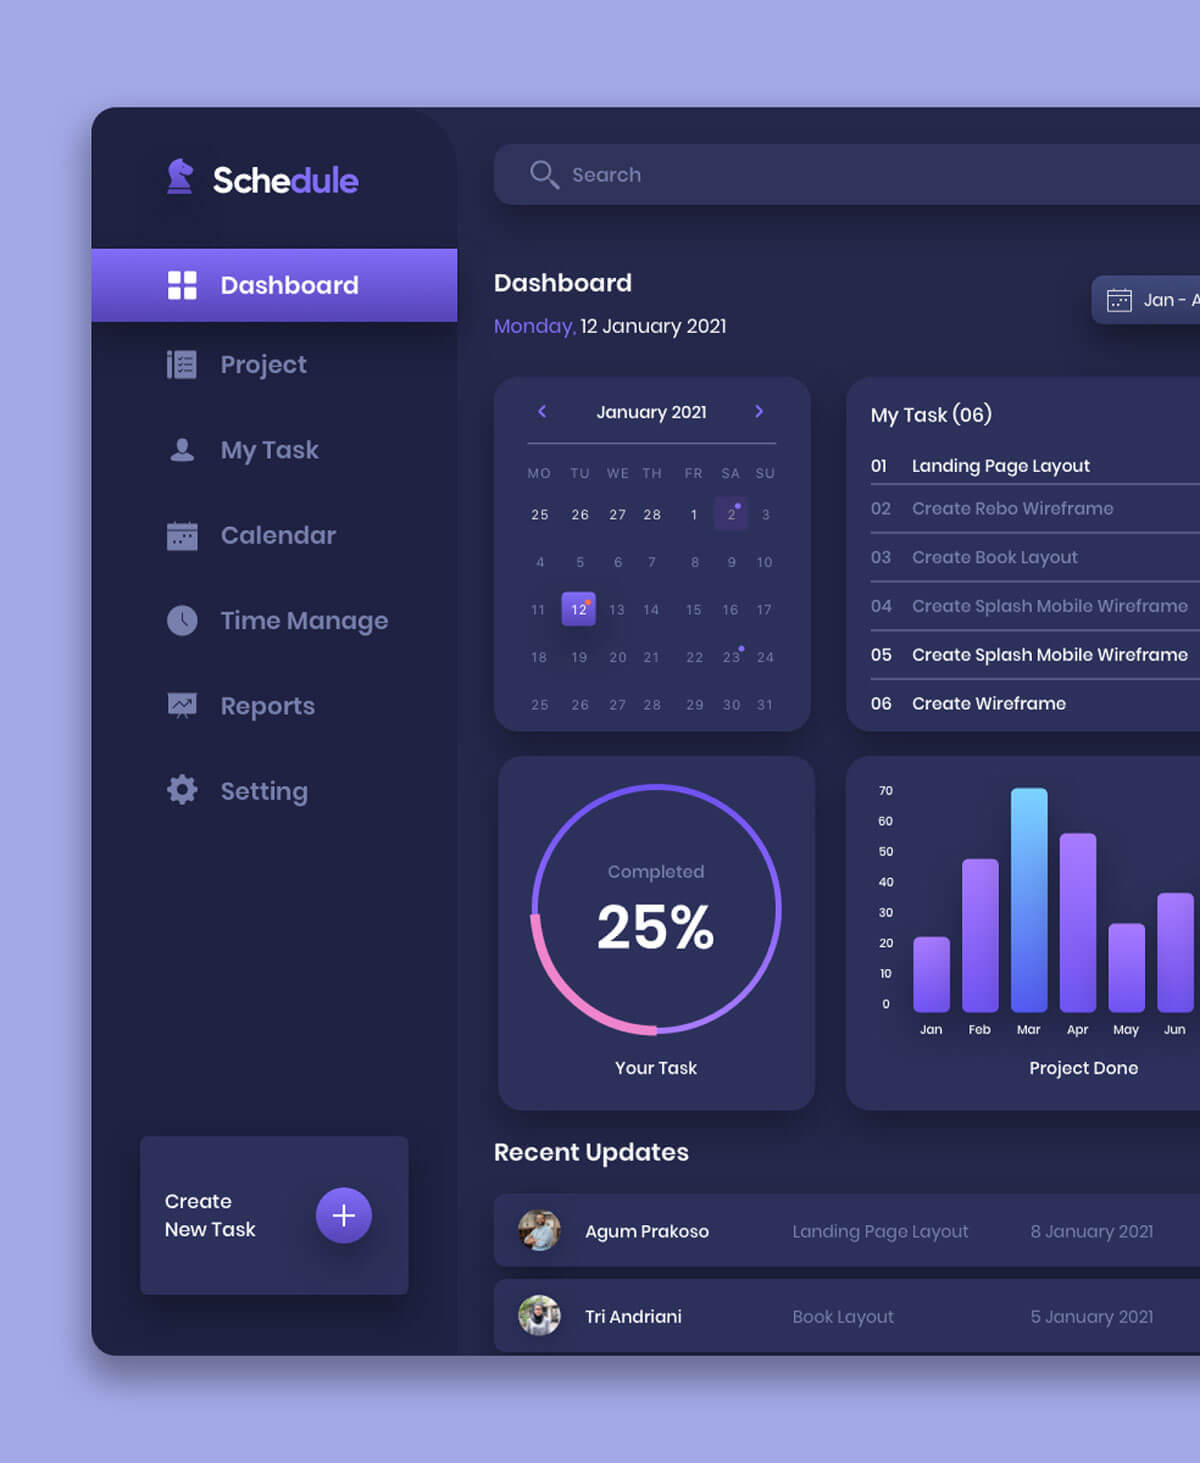 Schedule
Dashboard
Project
My Task
Calendar
Time Manage
Reports
Setting
Create
New Task
Search
Dashboard
Monday, 12 January 2021
Jan - A
January 2021
MO TU WE TH FR SA SU
25 26 27 28 1 2 3
4 5 6 7 8 9 10
11 12 13 14 15 16 17
18 19 20 21 22 23 24
25 26 27 28 29 30 31
My Task (06)
01 Landing Page Layout
02 Create Rebo Wireframe
03 Create Book Layout
04 Create Splash Mobile Wireframe
05 Create Splash Mobile Wireframe
06 Create Wireframe
Completed
25%
Your Task
70
60
50
40
30
20
10
0
Jan Feb Mar Apr May Jun
Project Done
Recent Updates
Agum Prakoso Landing Page Layout 8 January 2021
Tri Andriani Book Layout 5 January 2021